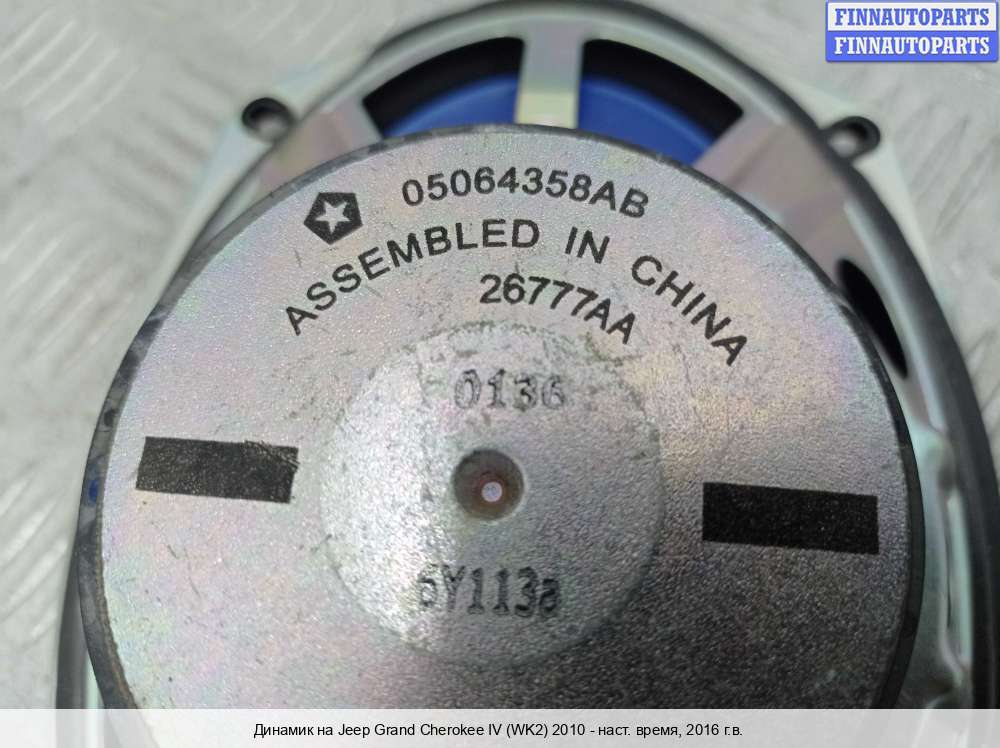 FINNAUTOPARTS
FINNAUTOPARTS
05064358AB
ASSEMBLED IN CHINA
26777AA
0136
Динамик на Jeep Grand Cherokee IV (WK2) 2010 - наст. время, 2016 г.в.